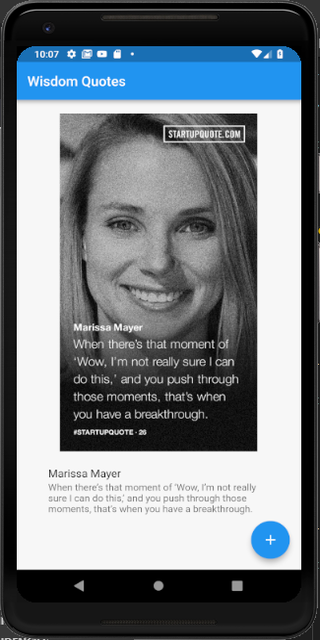 10:07
Wisdom Quotes
STARTUPQUOTE.COM
Marissa Mayer
When there's that moment of
‘Wow, I'm not really sure I can
do this,’ and you push through
those moments, that's when
you have a breakthrough.
#STARTUPQUOTE · 26
Marissa Mayer
When there's that moment of ‘Wow, I'm not really
sure I can do this,’ and you push through those
moments, that's when you have a breakthrough.
+